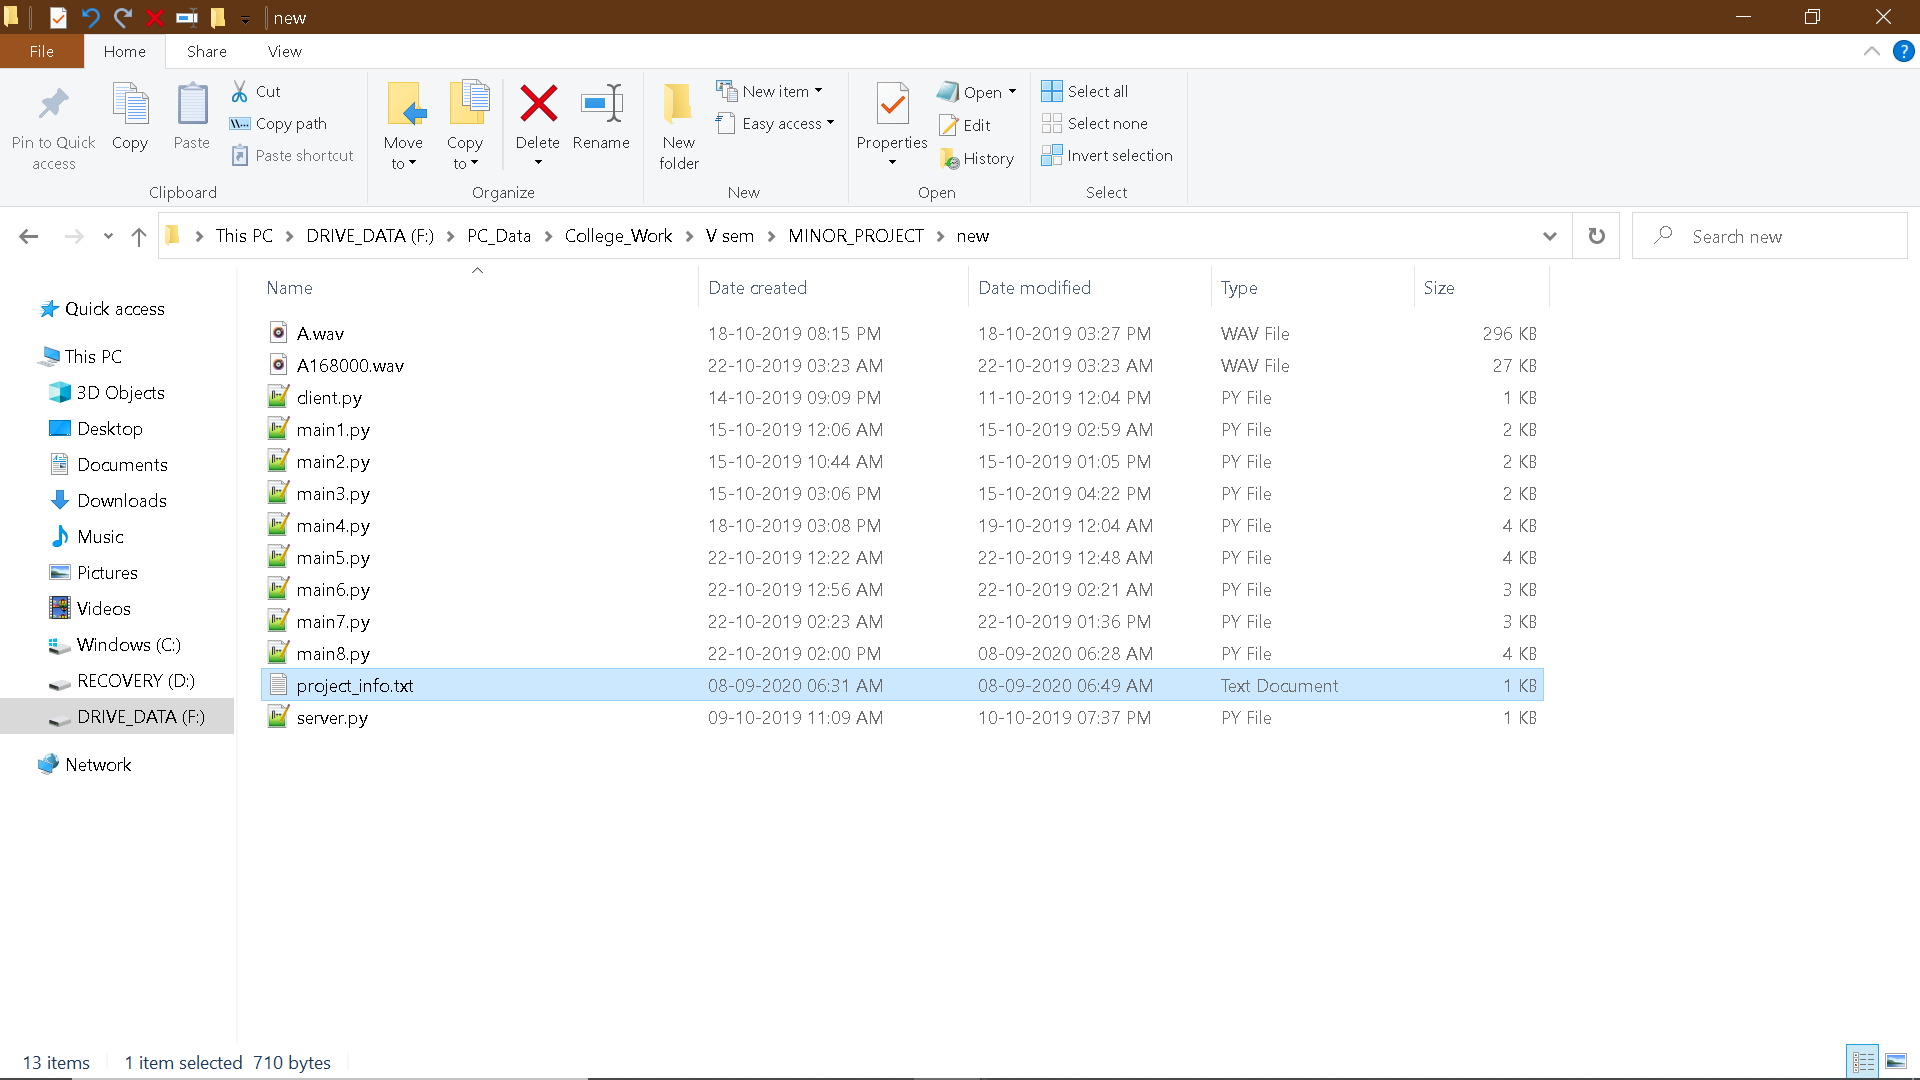 new
File Home Share View
Pin to Quick access
Copy
Paste
Cut
Copy path
Paste shortcut
Clipboard
Move to
Copy to
Delete
Rename
Organize
New folder
New item
Easy access
New
Properties
Open
Edit
History
Open
Select all
Select none
Invert selection
Select
This PC > DRIVE_DATA (F:) > PC_Data > College_Work > V sem > MINOR_PROJECT > new
Search new
Quick access
This PC
3D Objects
Desktop
Documents
Downloads
Music
Pictures
Videos
Windows (C:)
RECOVERY (D:)
DRIVE_DATA (F:)
Network
Name Date created Date modified Type Size
A.wav 18-10-2019 08:15 PM 18-10-2019 03:27 PM WAV File 296 KB
A168000.wav 22-10-2019 03:23 AM 22-10-2019 03:23 AM WAV File 27 KB
client.py 14-10-2019 09:09 PM 11-10-2019 12:04 PM PY File 1 KB
main1.py 15-10-2019 12:06 AM 15-10-2019 02:59 AM PY File 2 KB
main2.py 15-10-2019 10:44 AM 15-10-2019 01:05 PM PY File 2 KB
main3.py 15-10-2019 03:06 PM 15-10-2019 04:22 PM PY File 2 KB
main4.py 18-10-2019 03:08 PM 19-10-2019 12:04 AM PY File 4 KB
main5.py 22-10-2019 12:22 AM 22-10-2019 12:48 AM PY File 4 KB
main6.py 22-10-2019 12:56 AM 22-10-2019 02:21 AM PY File 3 KB
main7.py 22-10-2019 02:23 AM 22-10-2019 01:36 PM PY File 3 KB
main8.py 22-10-2019 02:00 PM 08-09-2020 06:28 AM PY File 4 KB
project_info.txt 08-09-2020 06:31 AM 08-09-2020 06:49 AM Text Document 1 KB
server.py 09-10-2019 11:09 AM 10-10-2019 07:37 PM PY File 1 KB
13 items 1 item selected 710 bytes